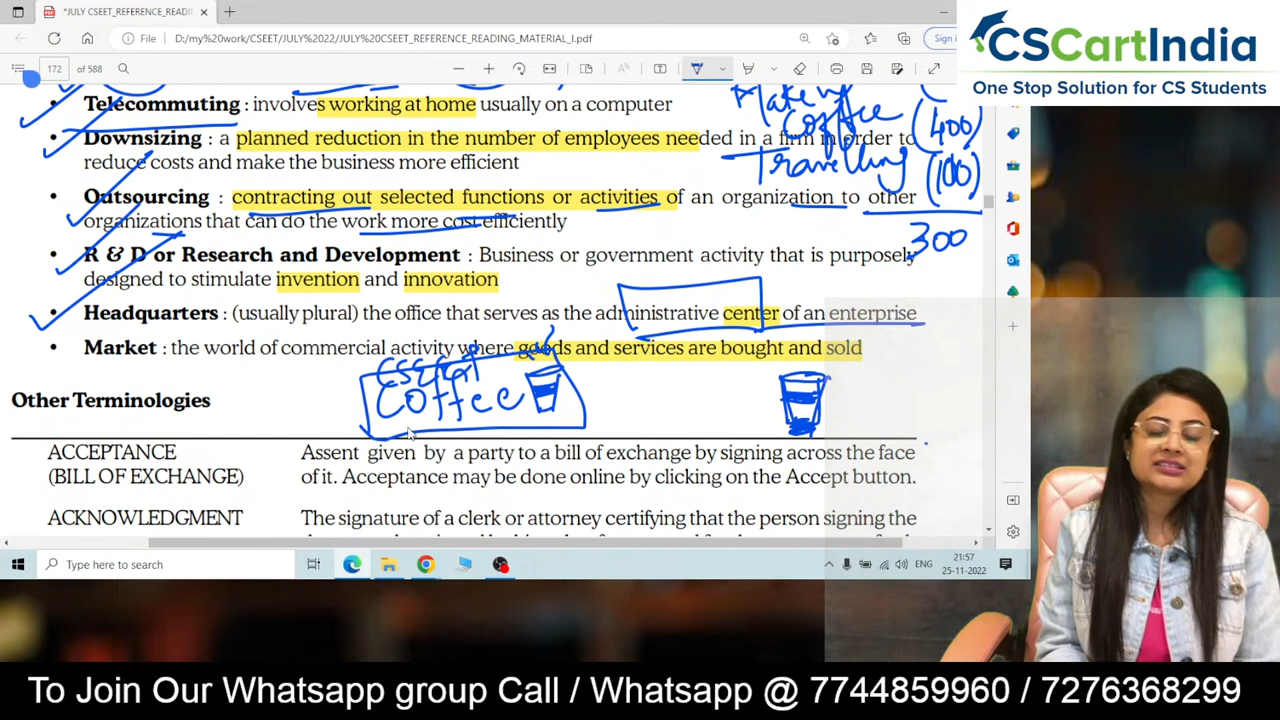 *JULY CSEET_REFERENCE_READI
File
D:/my%20work/CSEET/JULY%2022/JULY%20CSEET_REFERENCE_READING_MATERIAL_I.pdf
Sign i
172 of 588
CSCartIndia
One Stop Solution for CS Students
Telecommuting : involves working at home usually on a computer
Coffee (400)
Downsizing : a planned reduction in the number of employees needed in a firm in order to
reduce costs and make the business more efficient
Travelling (100)
Outsourcing : contracting out selected functions or activities of an organization to other
organizations that can do the work more cost efficiently
300
R & D or Research and Development : Business or government activity that is purposely
designed to stimulate invention and innovation
Headquarters : (usually plural) the office that serves as the administrative center of an enterprise
Market : the world of commercial activity where goods and services are bought and sold
Coffee
Other Terminologies
ACCEPTANCE Assent given by a party to a bill of exchange by signing across the face
(BILL OF EXCHANGE) of it. Acceptance may be done online by clicking on the Accept button.
ACKNOWLEDGMENT The signature of a clerk or attorney certifying that the person signing the
Type here to search
ENG
21:57
25-11-2022
To Join Our Whatsapp group Call / Whatsapp @ 7744859960 / 7276368299